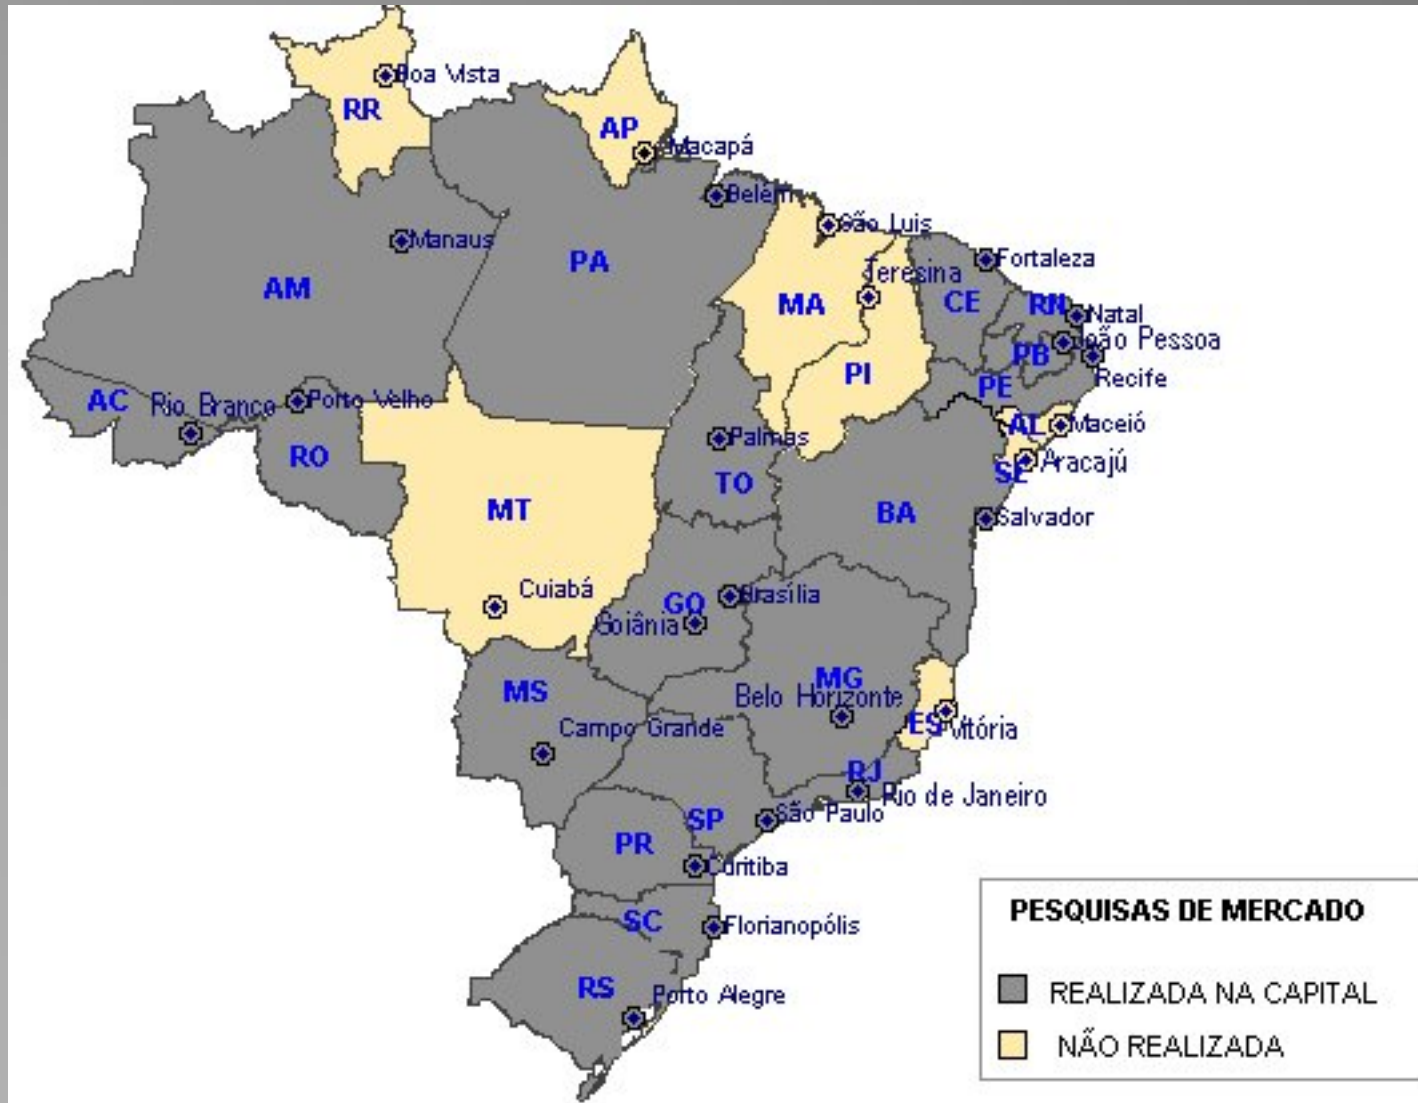 Boa Vista
RR
AP
Macapá
Belém
Manaus
São Luis
PA
Fortaleza
Teresina
AM
MA
CE
RN
Natal
João Pessoa
PB
PI
Recife
PE
AC
Rio Branco
Porto Velho
AL
Maceió
Palmas
RO
Aracajú
SE
TO
MT
BA
Salvador
Cuiabá
Brasília
GO
Goiânia
MG
MS
Belo Horizonte
ES
Vitória
Campo Grande
RJ
Rio de Janeiro
São Paulo
SP
PR
Curitiba
SC
Florianopólis
RS
Porto Alegre
PESQUISAS DE MERCADO
REALIZADA NA CAPITAL
NÃO REALIZADA